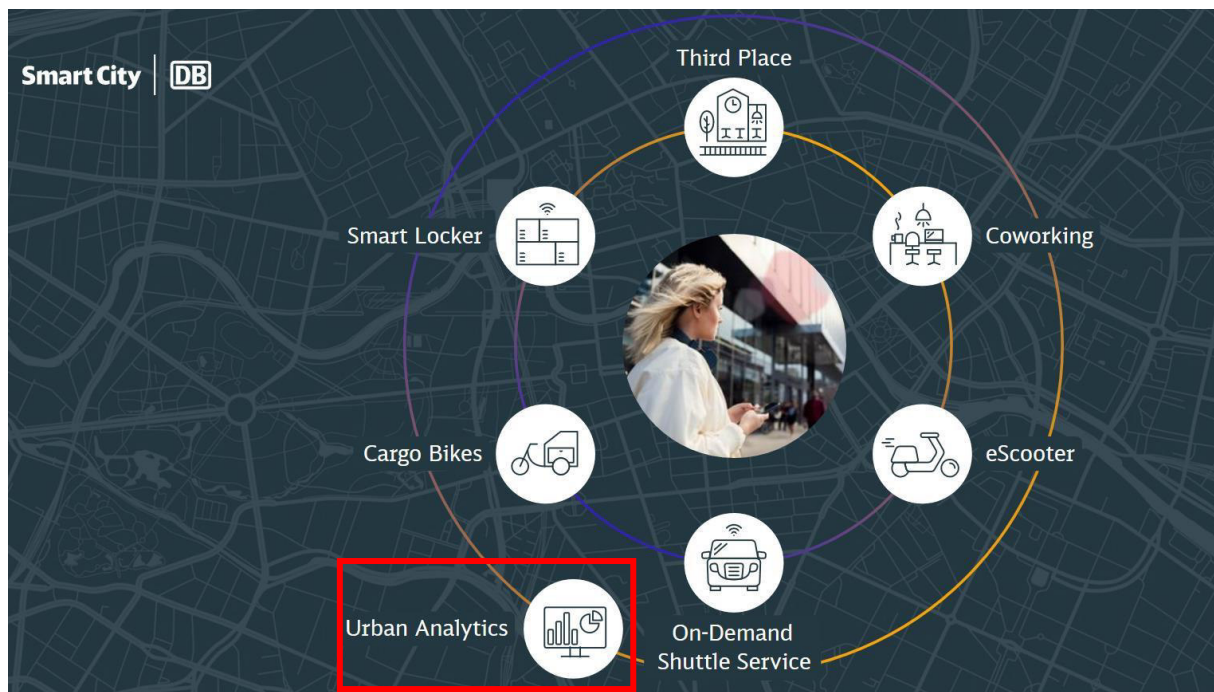 Third Place
Smart City | DB
Smart Locker
Coworking
Cargo Bikes
eScooter
Urban Analytics
On-Demand
Shuttle Service